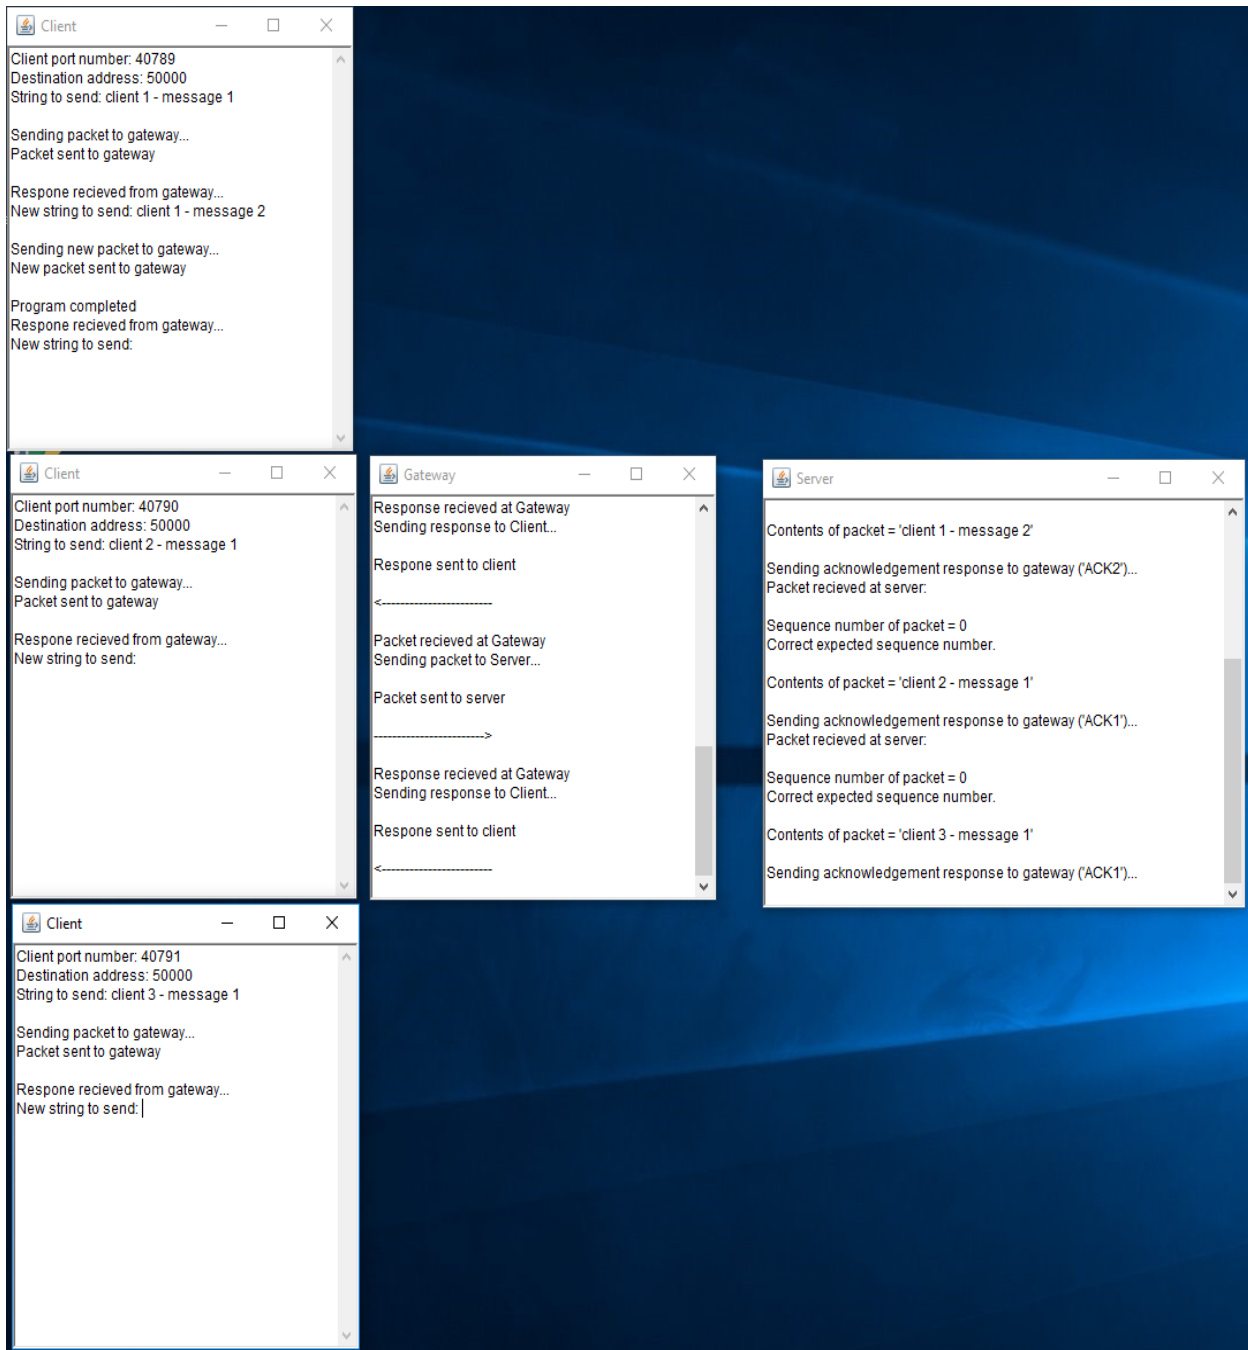 Client
Client port number: 40789
Destination address: 50000
String to send: client 1 - message 1
Sending packet to gateway...
Packet sent to gateway
Respone recieved from gateway...
New string to send: client 1 - message 2
Sending new packet to gateway...
New packet sent to gateway
Program completed
Respone recieved from gateway...
New string to send:
Client
Client port number: 40790
Destination address: 50000
String to send: client 2 - message 1
Sending packet to gateway...
Packet sent to gateway
Respone recieved from gateway...
New string to send:
Gateway
Response recieved at Gateway
Sending response to Client...
Respone sent to client
<------------------------
Packet recieved at Gateway
Sending packet to Server...
Packet sent to server
------------------------>
Response recieved at Gateway
Sending response to Client...
Respone sent to client
<------------------------
Server
Contents of packet = 'client 1 - message 2'
Sending acknowledgement response to gateway ('ACK2')...
Packet recieved at server:
Sequence number of packet = 0
Correct expected sequence number.
Contents of packet = 'client 2 - message 1'
Sending acknowledgement response to gateway ('ACK1')...
Packet recieved at server:
Sequence number of packet = 0
Correct expected sequence number.
Contents of packet = 'client 3 - message 1'
Sending acknowledgement response to gateway ('ACK1')...
Client
Client port number: 40791
Destination address: 50000
String to send: client 3 - message 1
Sending packet to gateway...
Packet sent to gateway
Respone recieved from gateway...
New string to send: